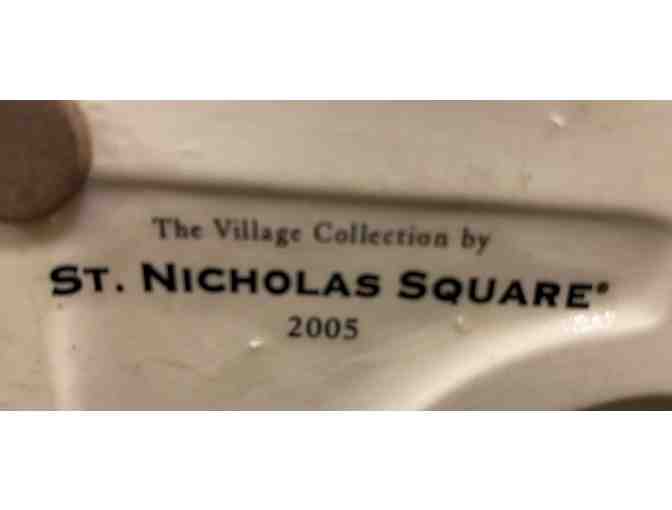 The Village Collection by
ST. NICHOLAS SQUARE®
2005